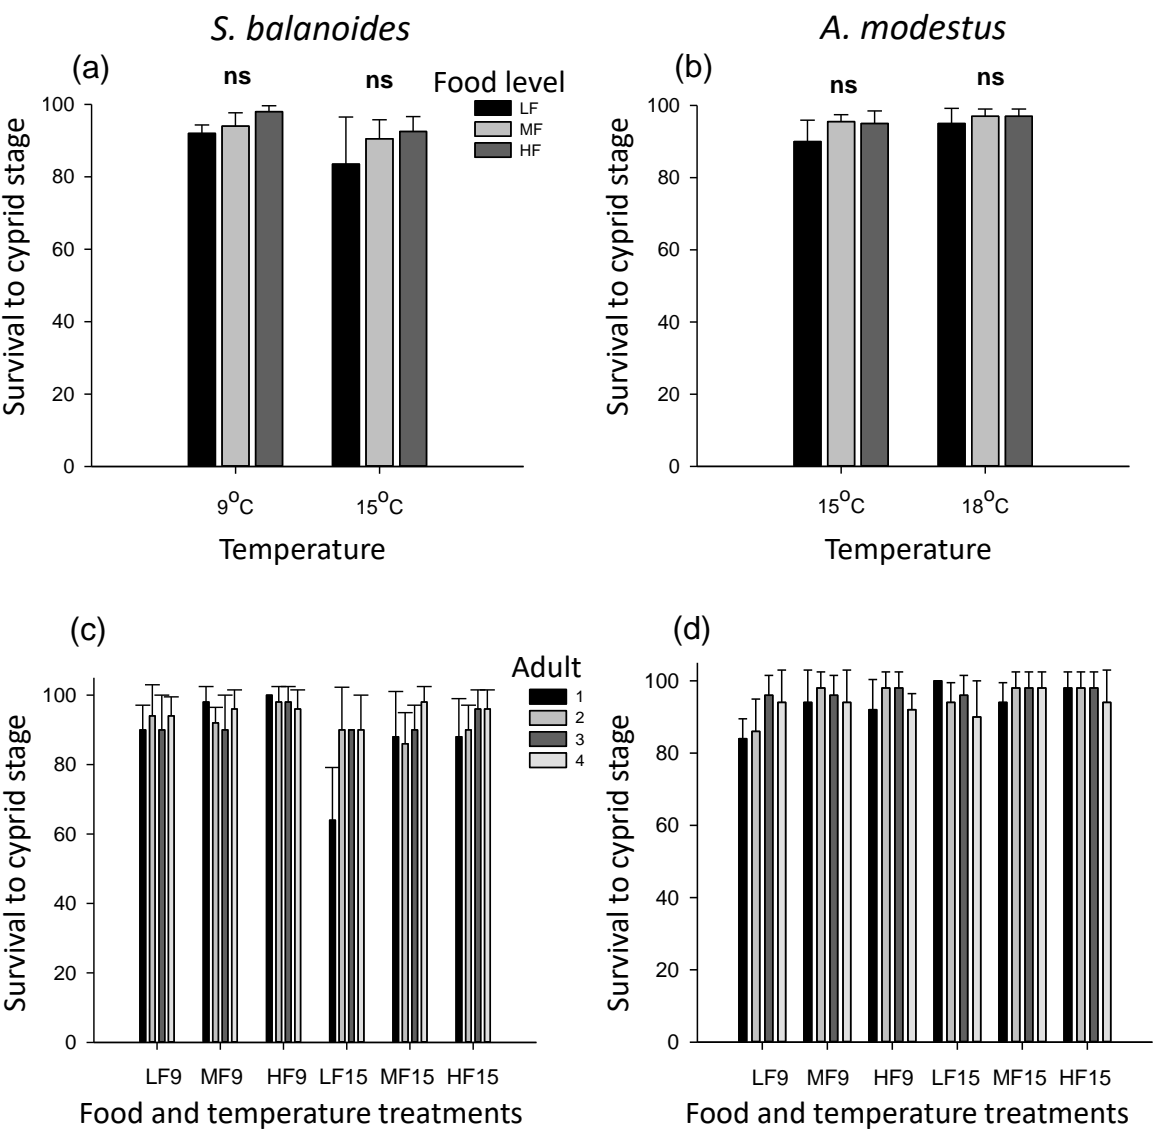 S. balanoides
(a)
ns
ns
Food level
LF
MF
HF
100
80
60
40
20
0
Survival to cyprid stage
9°C
15°C
Temperature
A. modestus
(b)
ns
ns
100
80
60
40
20
0
Survival to cyprid stage
15°C
18°C
Temperature
(c)
Adult
1
2
3
4
100
80
60
40
20
0
Survival to cyprid stage
LF9 MF9 HF9 LF15 MF15 HF15
Food and temperature treatments
(d)
100
80
60
40
20
0
Survival to cyprid stage
LF9 MF9 HF9 LF15 MF15 HF15
Food and temperature treatments